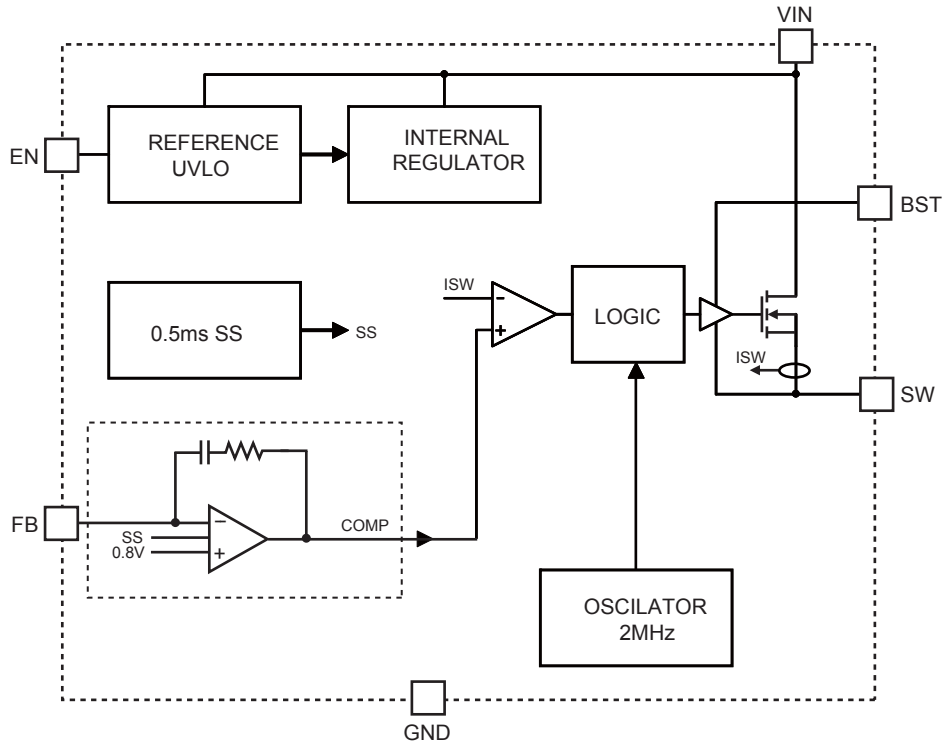 VIN
EN
REFERENCE
UVLO
INTERNAL
REGULATOR
BST
0.5ms SS
SS
ISW
−
+
LOGIC
ISW
SW
FB
−
SS
0.8V
+
COMP
OSCILATOR
2MHz
GND